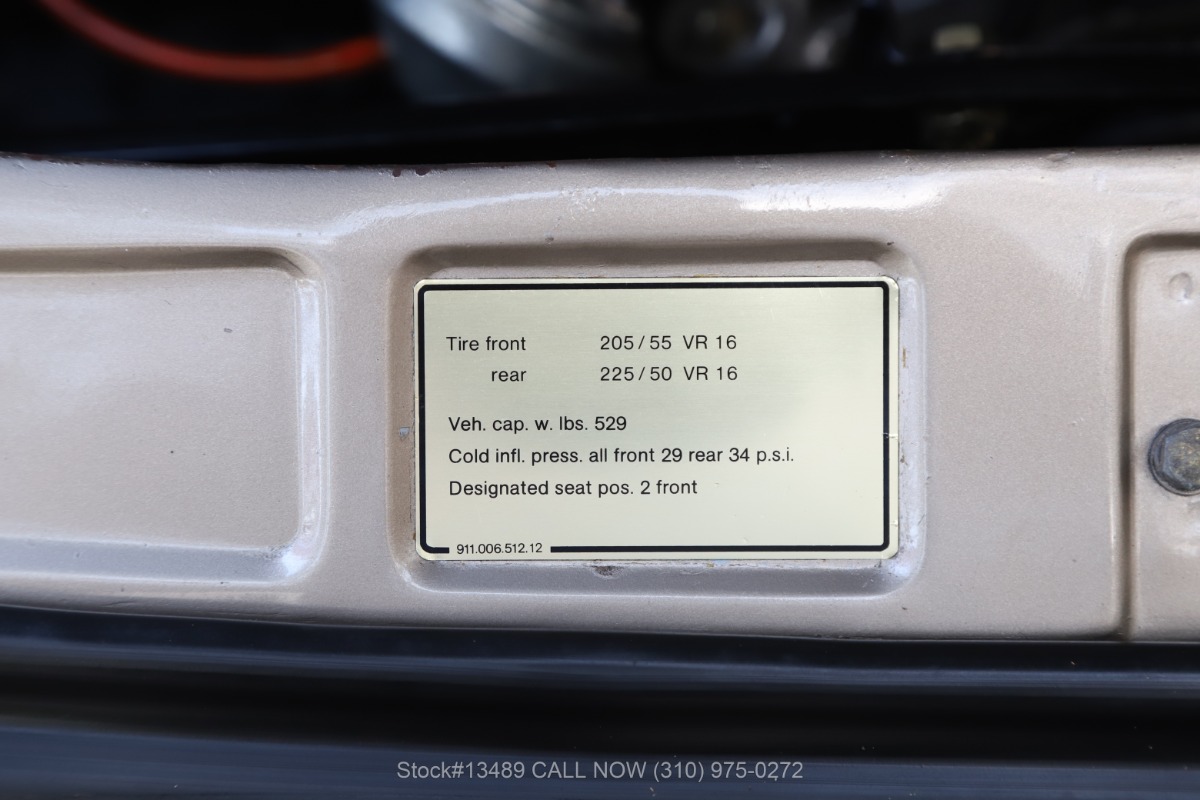 Tire front 205/55 VR 16
rear 225/50 VR 16
Veh. cap. w. lbs. 529
Cold infl. press. all front 29 rear 34 p.s.i.
Designated seat pos. 2 front
911.006.512.12
Stock#13489 CALL NOW (310) 975-0272